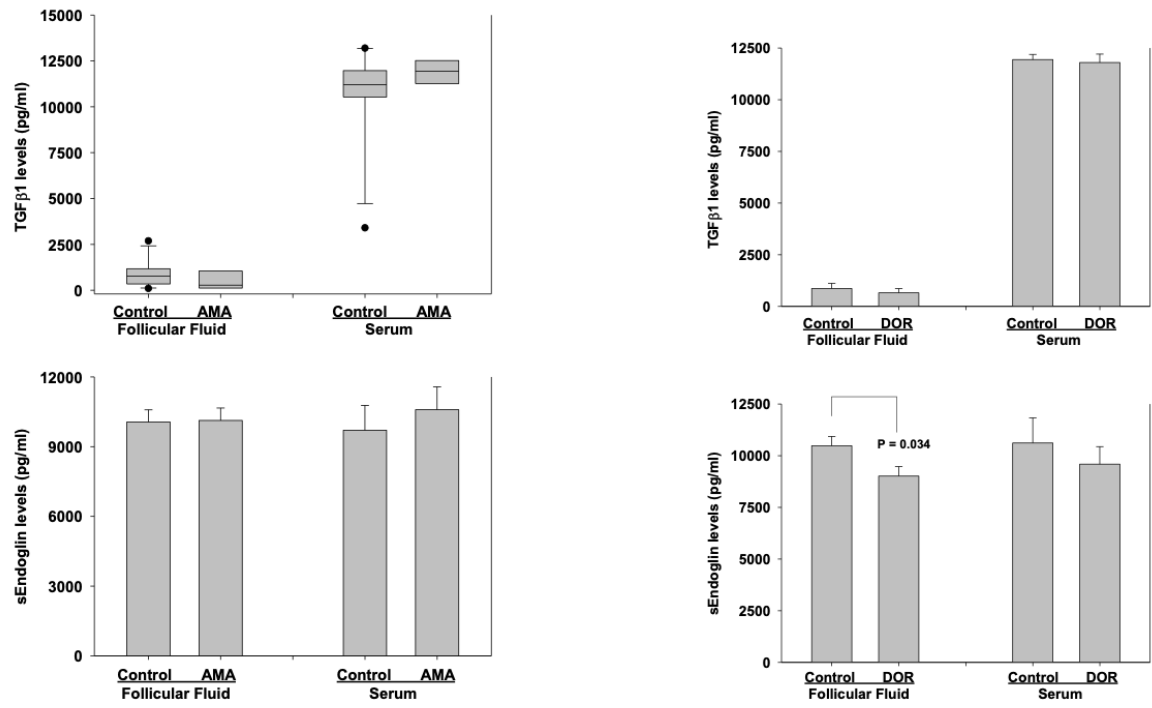 TGFβ1 levels (pg/ml)
15000
12500
10000
7500
5000
2500
0
Control AMA Control AMA
Follicular Fluid Serum
TGFβ1 levels (pg/ml)
12500
10000
7500
5000
2500
0
Control DOR Control DOR
Follicular Fluid Serum
sEndoglin levels (pg/ml)
12000
9000
6000
3000
0
Control AMA Control AMA
Follicular Fluid Serum
sEndoglin levels (pg/ml)
12500
10000
7500
5000
2500
0
P = 0.034
Control DOR Control DOR
Follicular Fluid Serum